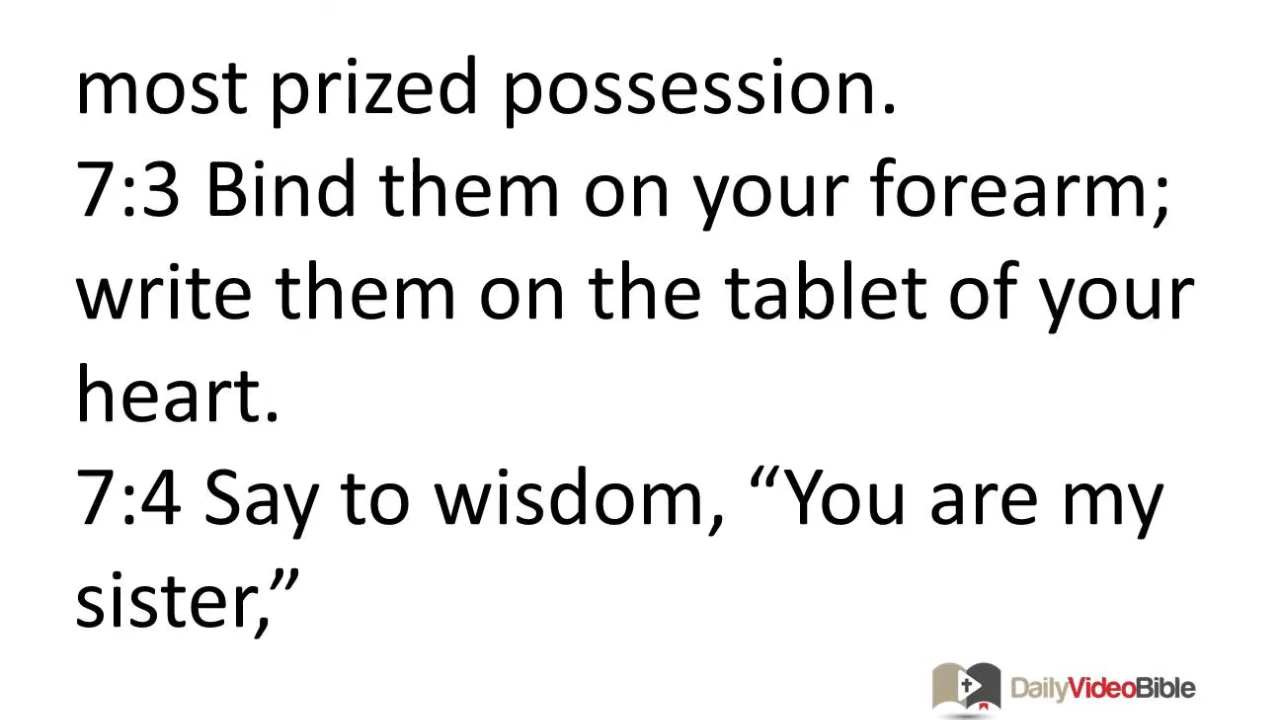 most prized possession.
7:3 Bind them on your forearm;
write them on the tablet of your
heart.
7:4 Say to wisdom, “You are my
sister,”
DailyVideoBible